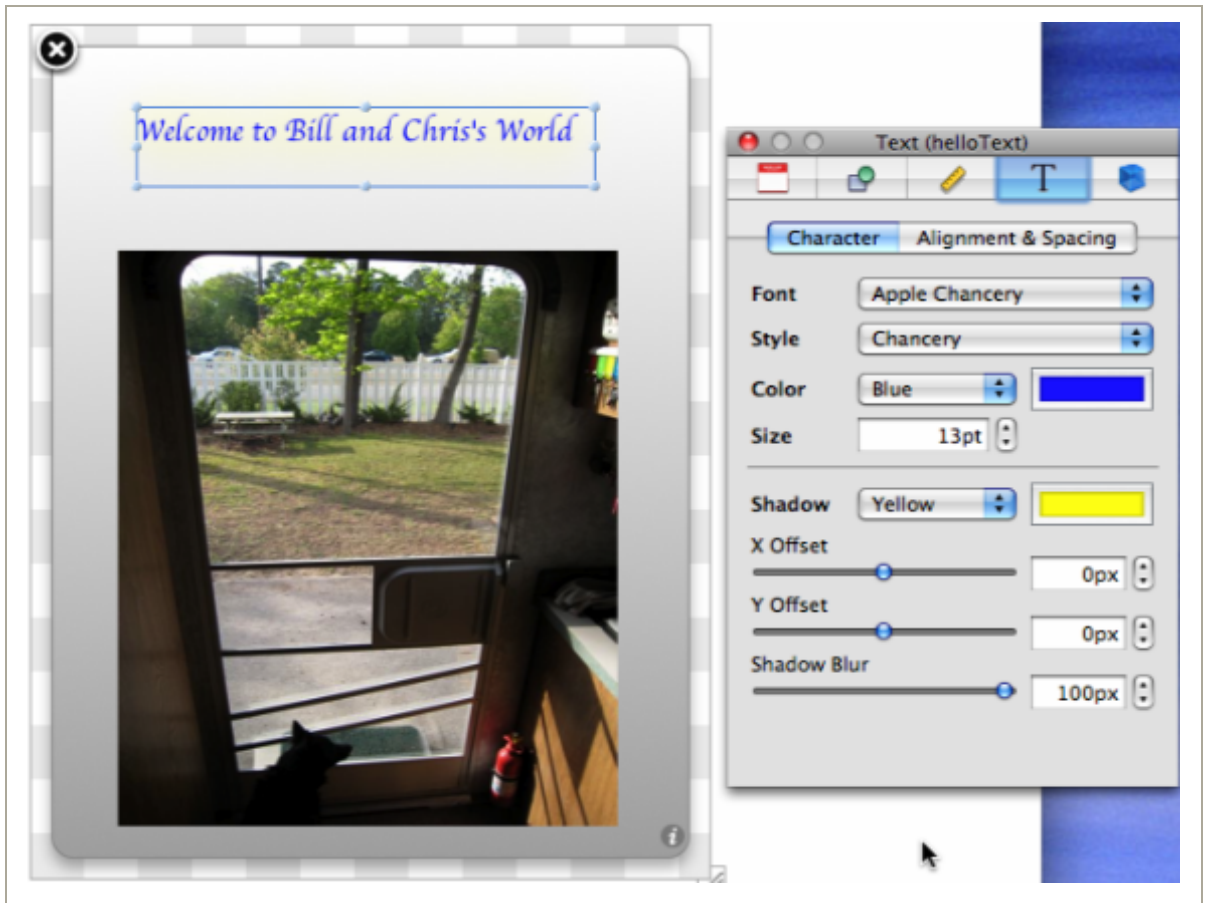 Welcome to Bill and Chris's World
Text (helloText)
T
Character Alignment & Spacing
Font Apple Chancery
Style Chancery
Color Blue
Size 13pt
Shadow Yellow
X Offset
0px
Y Offset
0px
Shadow Blur
100px
i